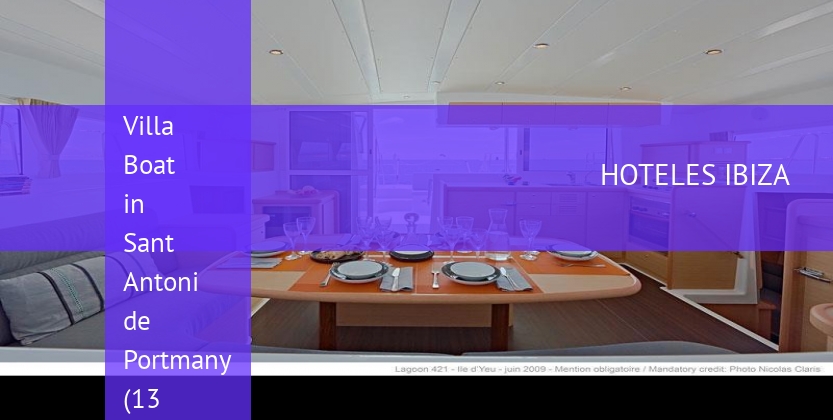 Villa
Boat
in
Sant
Antoni
de
Portmany
(13
HOTELES IBIZA
Lagoon 421 - Ile d'Yeu - juin 2009 - Mention obligatoire / Mandatory credit: Photo Nicolas Claris